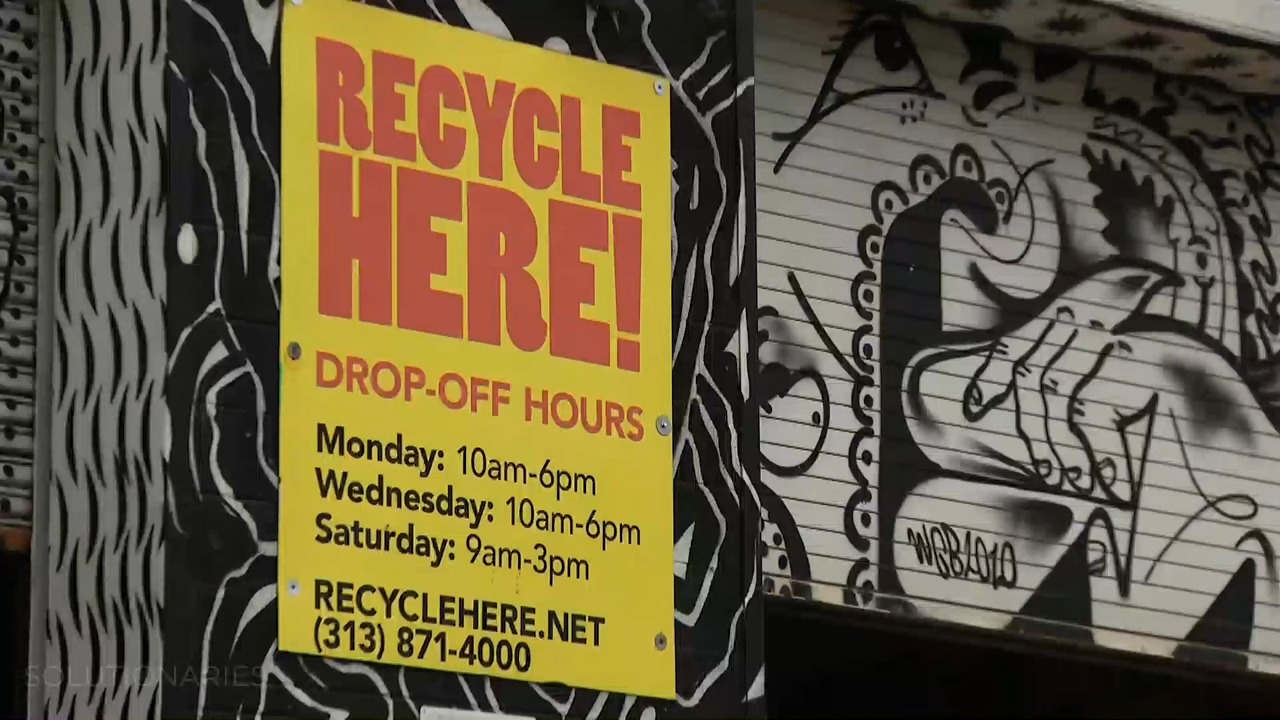 RECYCLE
HERE!
DROP-OFF HOURS
Monday: 10am-6pm
Wednesday: 10am-6pm
Saturday: 9am-3pm
RECYCLEHERE.NET
(313) 871-4000
SOLUTIONARIES